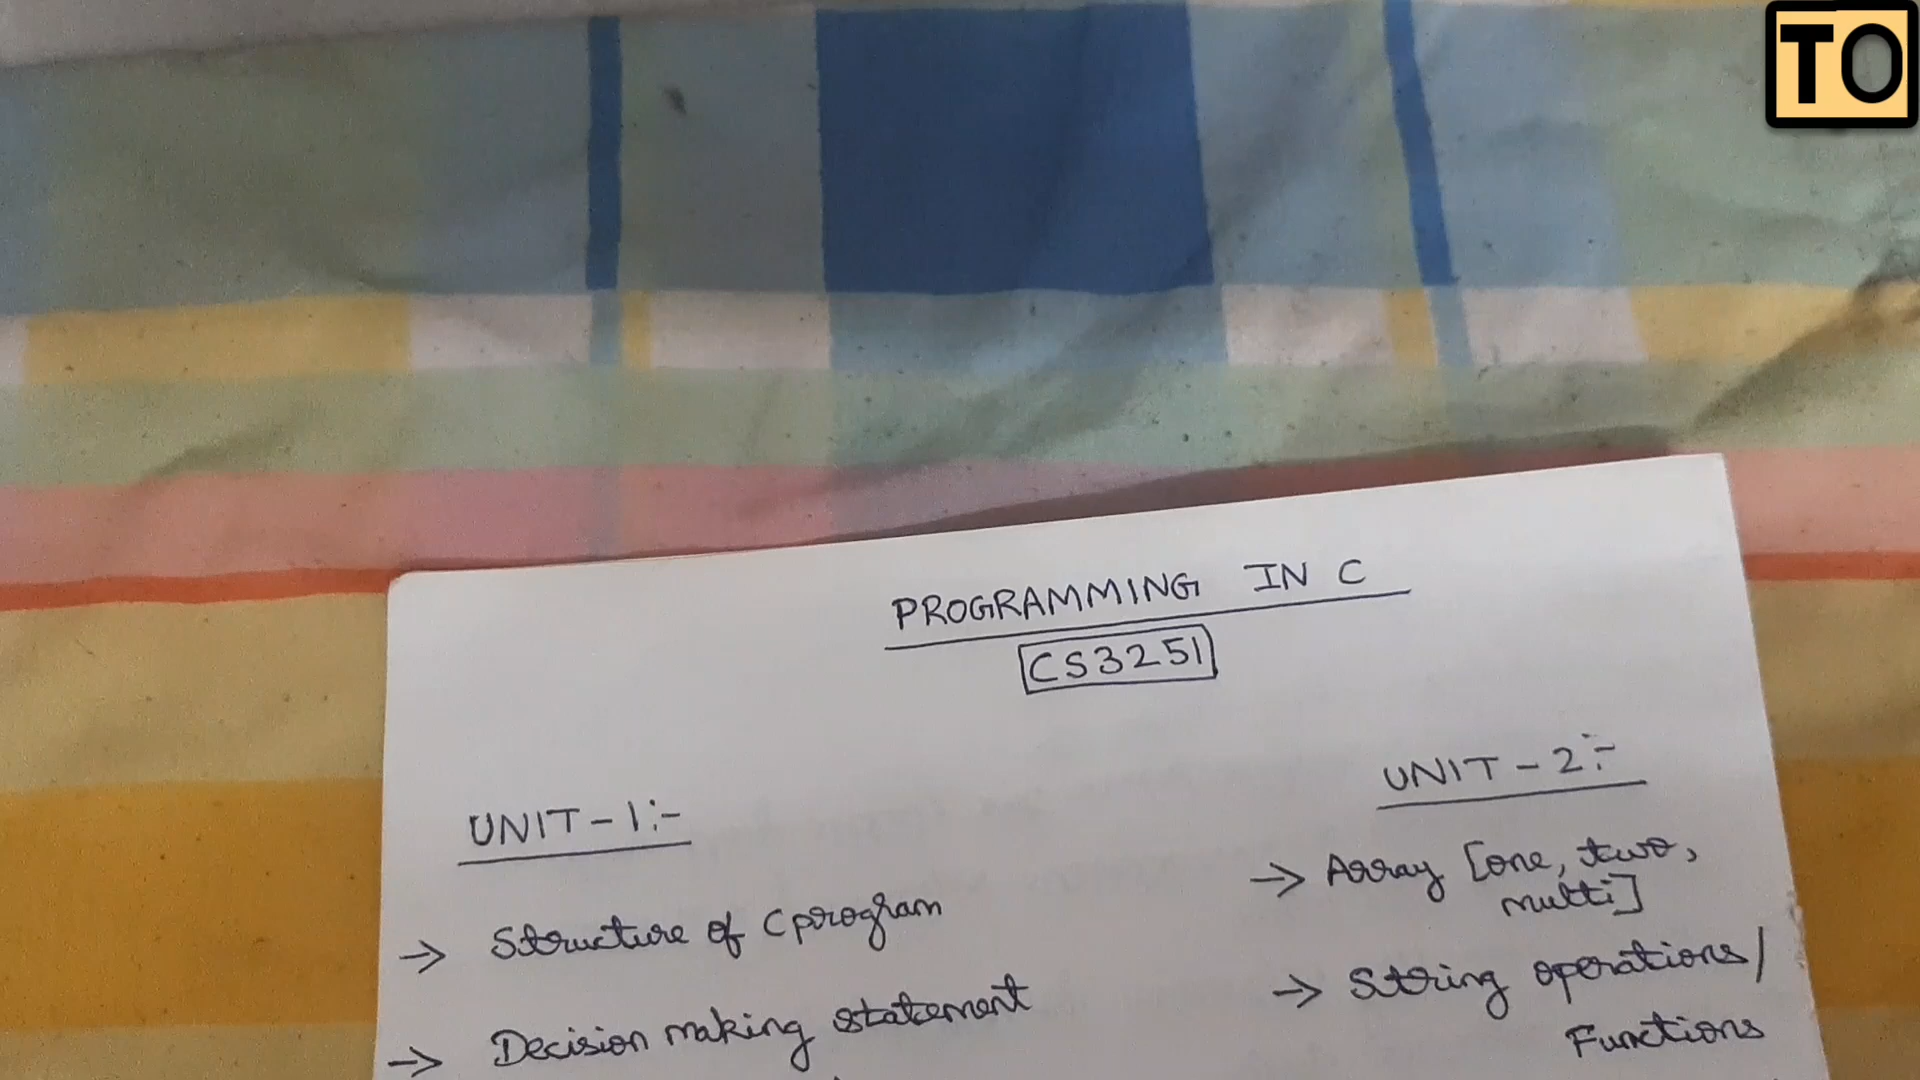 TO
PROGRAMMING IN C
CS3251
UNIT-1:-
→ Structure of C program
→ Decision making statement
UNIT-2:-
→ Array [one, two,
multi]
→ String operations/
Functions